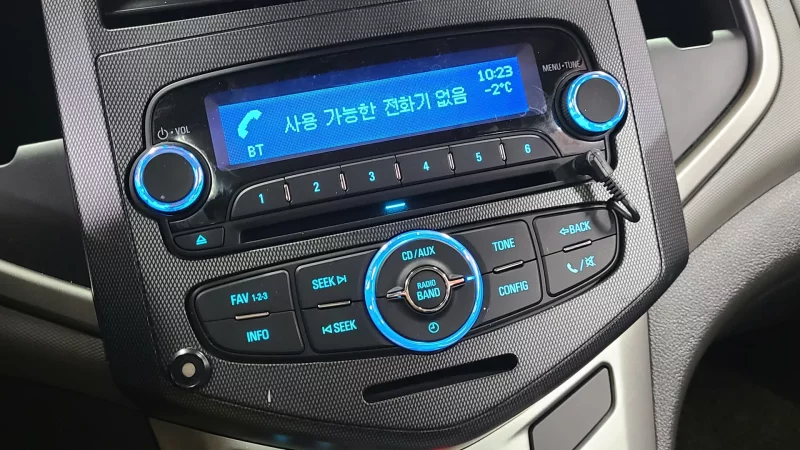 10:23
사용 가능한 전화기 없음
-2°C
BT
MENU•TUNE
VOL
1
2
3
4
5
6
CD/AUX
TONE
BACK
SEEK
RADIO
BAND
FAV 1-2-3
CONFIG
INFO
SEEK